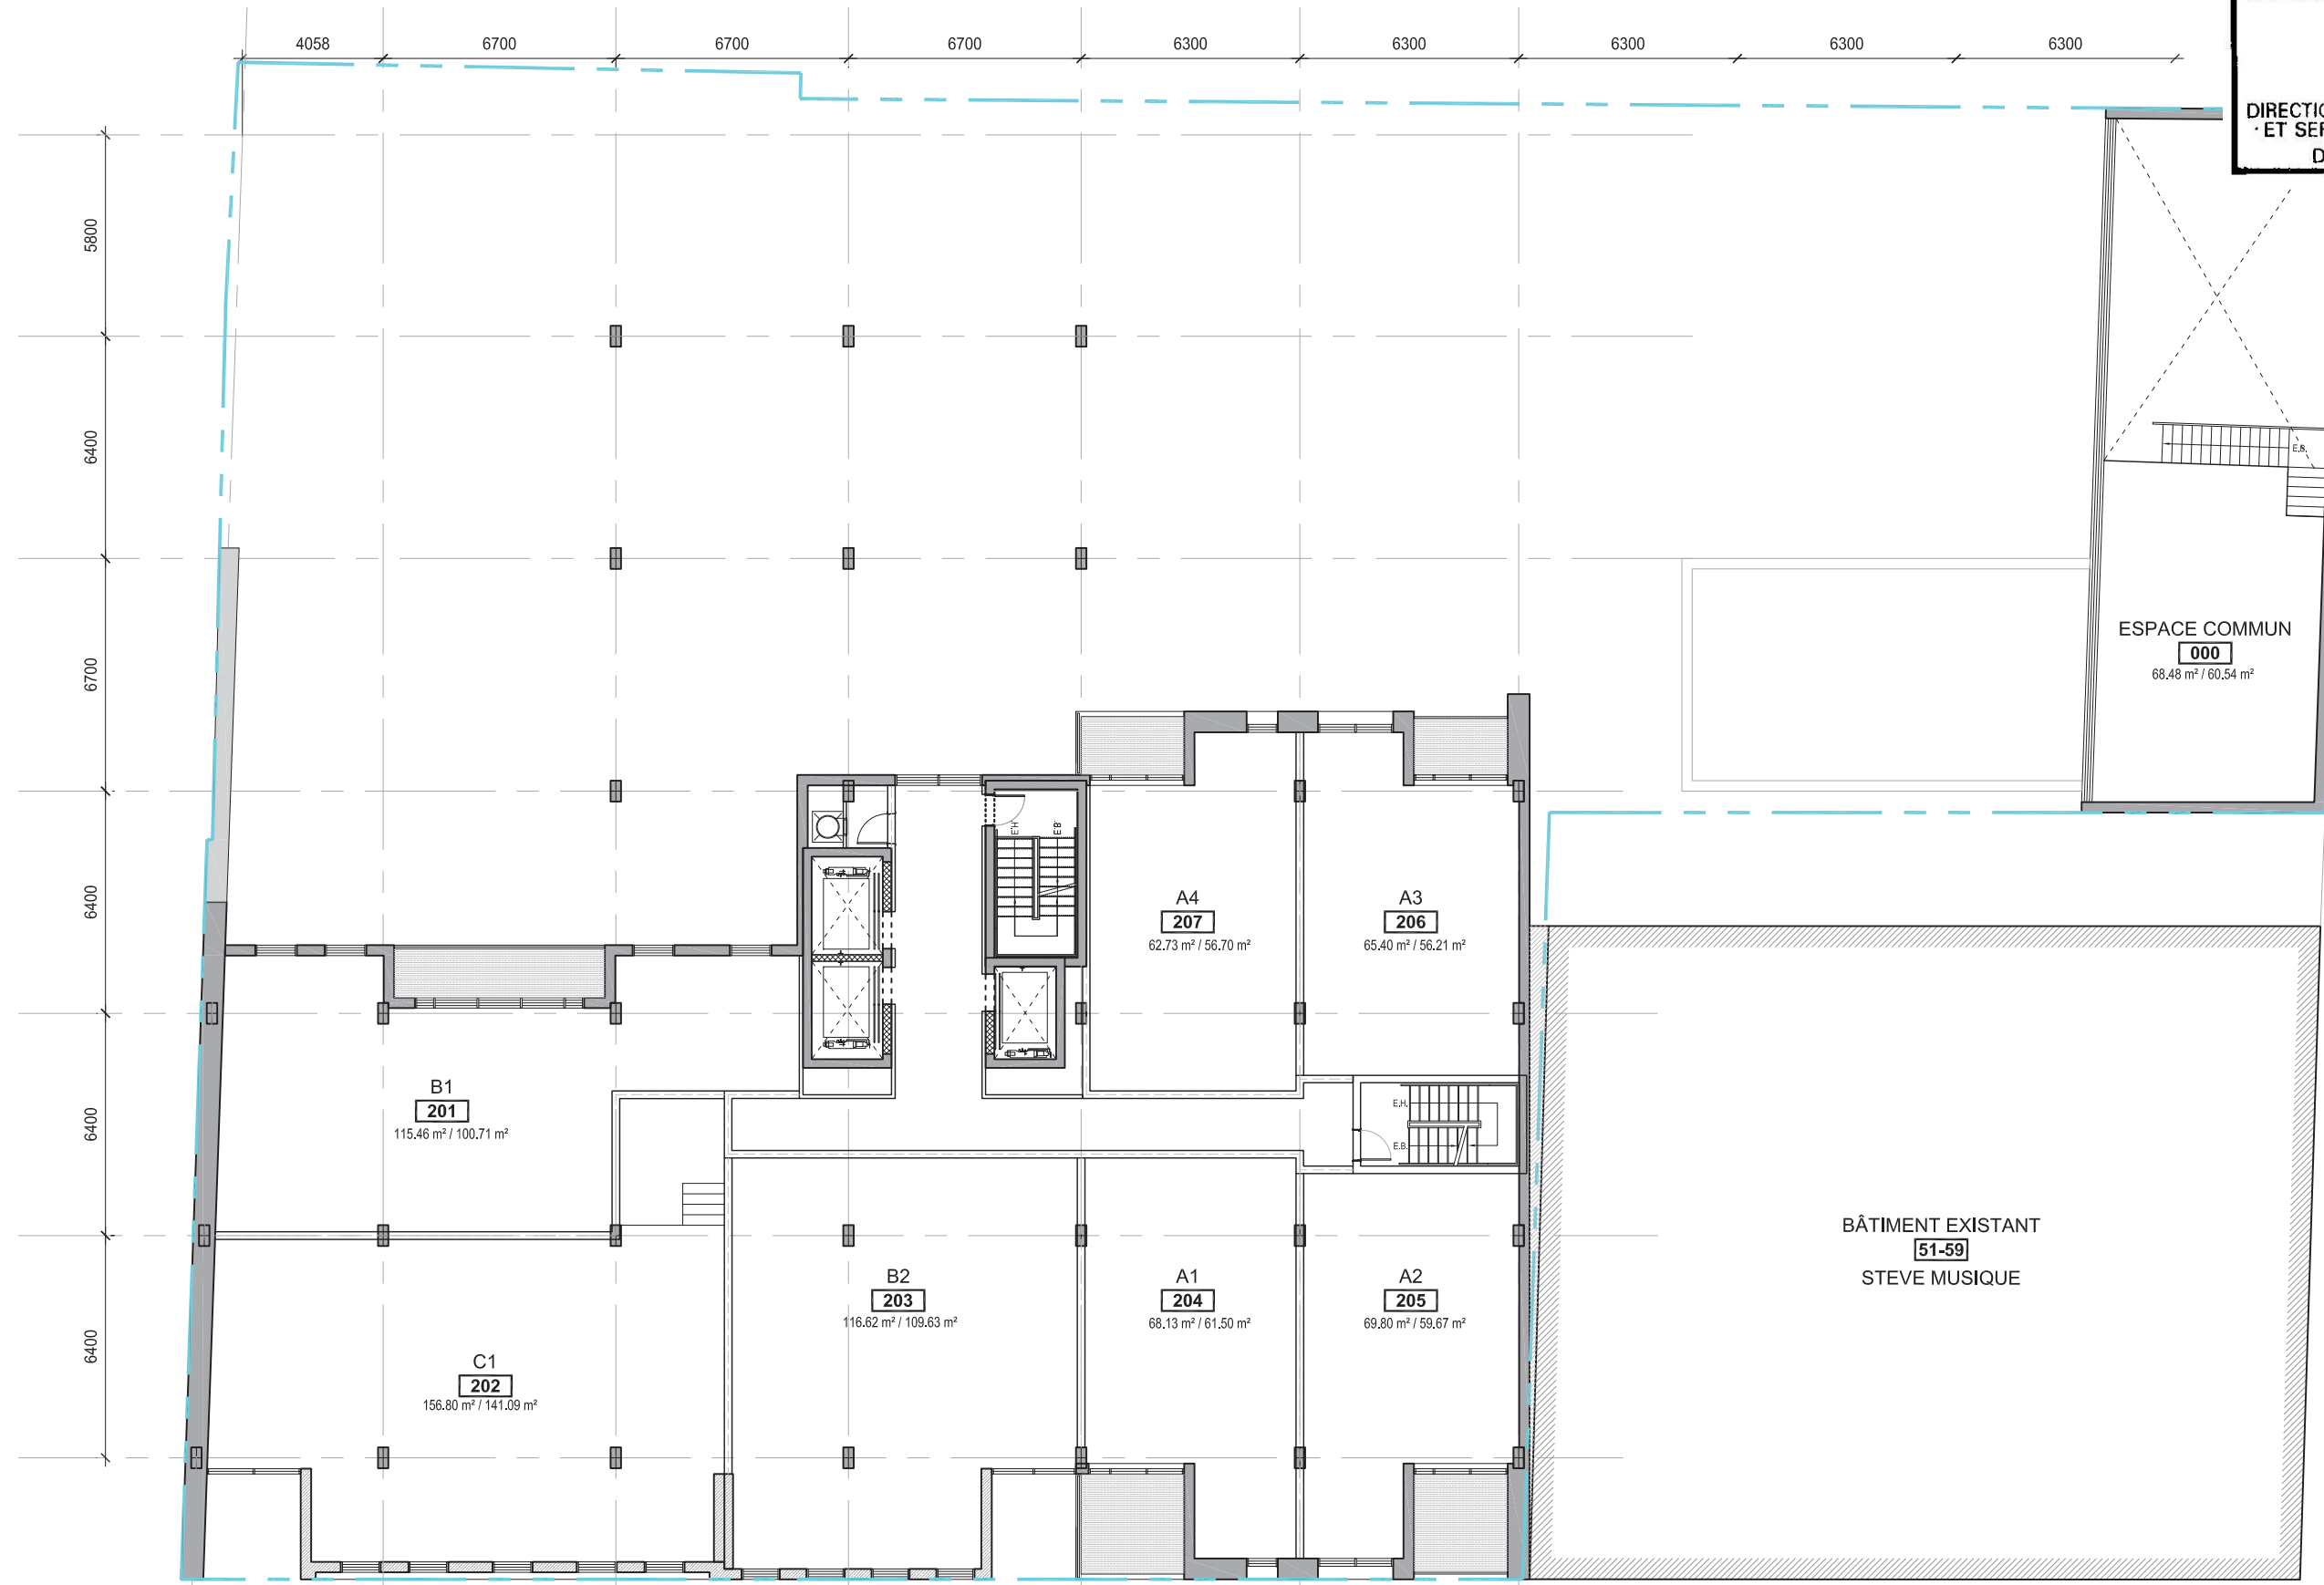 4058 6700 6700 6700 6300 6300 6300 6300 6300
ET SE
D
5800
6400
6700
6400
6400
6400
E.B.
ESPACE COMMUN
000
68.48 m² / 60.54 m²
E.H.
E.B.
A4
207
62.73 m² / 56.70 m²
A3
206
65.40 m² / 56.21 m²
B1
201
115.46 m² / 100.71 m²
E.H.
E.B.
C1
202
156.80 m² / 141.09 m²
B2
203
116.62 m² / 109.63 m²
A1
204
68.13 m² / 61.50 m²
A2
205
69.80 m² / 59.67 m²
BÂTIMENT EXISTANT
51-59
STEVE MUSIQUE